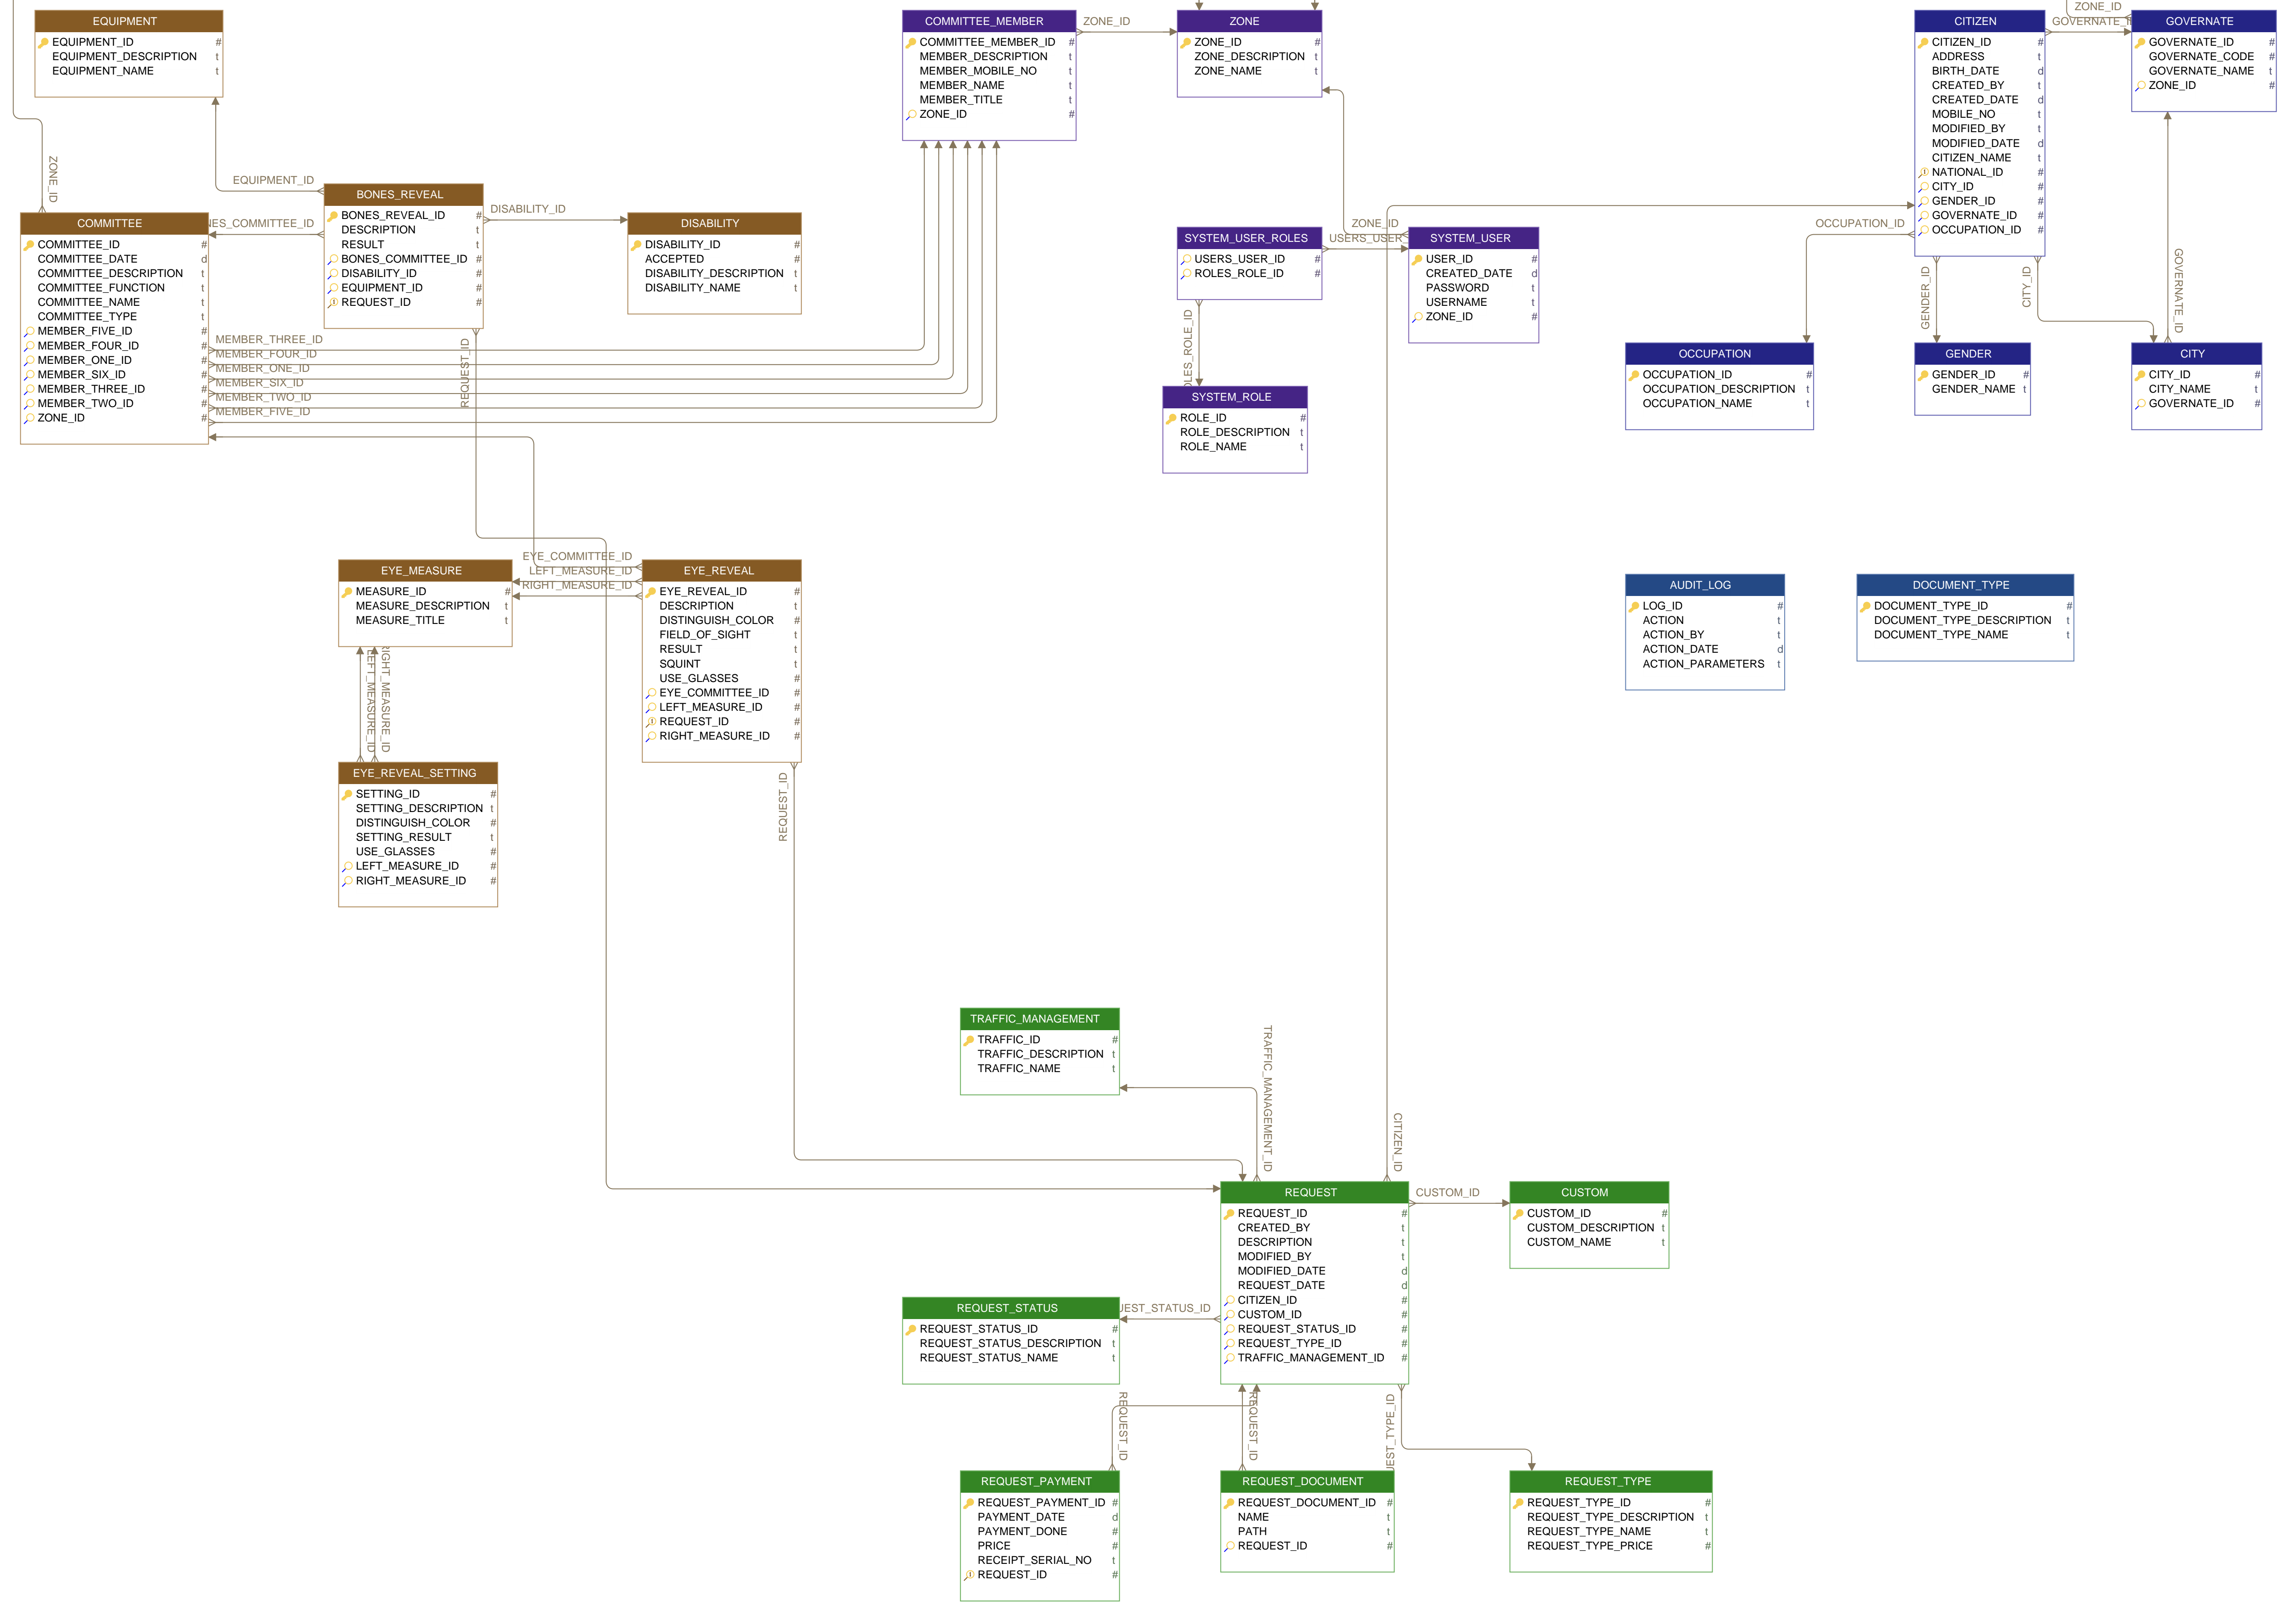 EQUIPMENT
EQUIPMENT_ID #
EQUIPMENT_DESCRIPTION t
EQUIPMENT_NAME t
COMMITTEE_MEMBER
COMMITTEE_MEMBER_ID #
MEMBER_DESCRIPTION t
MEMBER_MOBILE_NO t
MEMBER_NAME t
MEMBER_TITLE t
ZONE_ID #
ZONE_ID
ZONE
ZONE_ID #
ZONE_DESCRIPTION t
ZONE_NAME t
CITIZEN
CITIZEN_ID #
ADDRESS t
BIRTH_DATE d
CREATED_BY t
CREATED_DATE d
MOBILE_NO t
MODIFIED_BY t
MODIFIED_DATE d
CITIZEN_NAME t
NATIONAL_ID #
CITY_ID #
GENDER_ID #
GOVERNATE_ID #
OCCUPATION_ID #
ZONE_ID
GOVERNATE_I
GOVERNATE
GOVERNATE_ID #
GOVERNATE_CODE #
GOVERNATE_NAME t
ZONE_ID #
ZONE_ID
EQUIPMENT_ID
NES_COMMITTEE_ID
COMMITTEE
COMMITTEE_ID #
COMMITTEE_DATE d
COMMITTEE_DESCRIPTION t
COMMITTEE_FUNCTION t
COMMITTEE_NAME t
COMMITTEE_TYPE t
MEMBER_FIVE_ID #
MEMBER_FOUR_ID #
MEMBER_ONE_ID #
MEMBER_SIX_ID #
MEMBER_THREE_ID #
MEMBER_TWO_ID #
ZONE_ID #
BONES_REVEAL
BONES_REVEAL_ID #
DESCRIPTION t
RESULT t
BONES_COMMITTEE_ID #
DISABILITY_ID #
EQUIPMENT_ID #
REQUEST_ID #
DISABILITY_ID
DISABILITY
DISABILITY_ID #
ACCEPTED #
DISABILITY_DESCRIPTION t
DISABILITY_NAME t
MEMBER_THREE_ID
MEMBER_FOUR_ID
MEMBER_ONE_ID
MEMBER_SIX_ID
MEMBER_TWO_ID
MEMBER_FIVE_ID
REQUEST_ID
SYSTEM_USER_ROLES
USERS_USER_ID #
ROLES_ROLE_ID #
ZONE_ID
USERS_USER_
SYSTEM_USER
USER_ID #
CREATED_DATE d
PASSWORD t
USERNAME t
ZONE_ID #
OLES_ROLE_ID
SYSTEM_ROLE
ROLE_ID #
ROLE_DESCRIPTION t
ROLE_NAME t
OCCUPATION_ID
GENDER_ID
CITY_ID
GOVERNATE_ID
OCCUPATION
OCCUPATION_ID #
OCCUPATION_DESCRIPTION t
OCCUPATION_NAME t
GENDER
GENDER_ID #
GENDER_NAME t
CITY
CITY_ID #
CITY_NAME t
GOVERNATE_ID #
EYE_MEASURE
MEASURE_ID #
MEASURE_DESCRIPTION t
MEASURE_TITLE t
EYE_COMMITTEE_ID
LEFT_MEASURE_ID
RIGHT_MEASURE_ID
EYE_REVEAL
EYE_REVEAL_ID #
DESCRIPTION t
DISTINGUISH_COLOR #
FIELD_OF_SIGHT t
RESULT t
SQUINT t
USE_GLASSES #
EYE_COMMITTEE_ID #
LEFT_MEASURE_ID #
REQUEST_ID #
RIGHT_MEASURE_ID #
AUDIT_LOG
LOG_ID #
ACTION t
ACTION_BY t
ACTION_DATE d
ACTION_PARAMETERS t
DOCUMENT_TYPE
DOCUMENT_TYPE_ID #
DOCUMENT_TYPE_DESCRIPTION t
DOCUMENT_TYPE_NAME t
LEFT_MEASURE_ID
RIGHT_MEASURE_ID
EYE_REVEAL_SETTING
SETTING_ID #
SETTING_DESCRIPTION t
DISTINGUISH_COLOR #
SETTING_RESULT t
USE_GLASSES #
LEFT_MEASURE_ID #
RIGHT_MEASURE_ID #
REQUEST_ID
TRAFFIC_MANAGEMENT
TRAFFIC_ID #
TRAFFIC_DESCRIPTION t
TRAFFIC_NAME t
TRAFFIC_MANAGEMENT_ID
CITIZEN_ID
REQUEST
REQUEST_ID #
CREATED_BY t
DESCRIPTION t
MODIFIED_BY t
MODIFIED_DATE d
REQUEST_DATE d
CITIZEN_ID #
CUSTOM_ID #
REQUEST_STATUS_ID #
REQUEST_TYPE_ID #
TRAFFIC_MANAGEMENT_ID #
CUSTOM_ID
CUSTOM
CUSTOM_ID #
CUSTOM_DESCRIPTION t
CUSTOM_NAME t
REQUEST_STATUS
REQUEST_STATUS_ID #
REQUEST_STATUS_DESCRIPTION t
REQUEST_STATUS_NAME t
UEST_STATUS_ID
REQUEST_ID
REQUEST_ID
UEST_TYPE_ID
REQUEST_PAYMENT
REQUEST_PAYMENT_ID #
PAYMENT_DATE d
PAYMENT_DONE #
PRICE #
RECEIPT_SERIAL_NO t
REQUEST_ID #
REQUEST_DOCUMENT
REQUEST_DOCUMENT_ID #
NAME t
PATH t
REQUEST_ID #
REQUEST_TYPE
REQUEST_TYPE_ID #
REQUEST_TYPE_DESCRIPTION t
REQUEST_TYPE_NAME t
REQUEST_TYPE_PRICE #